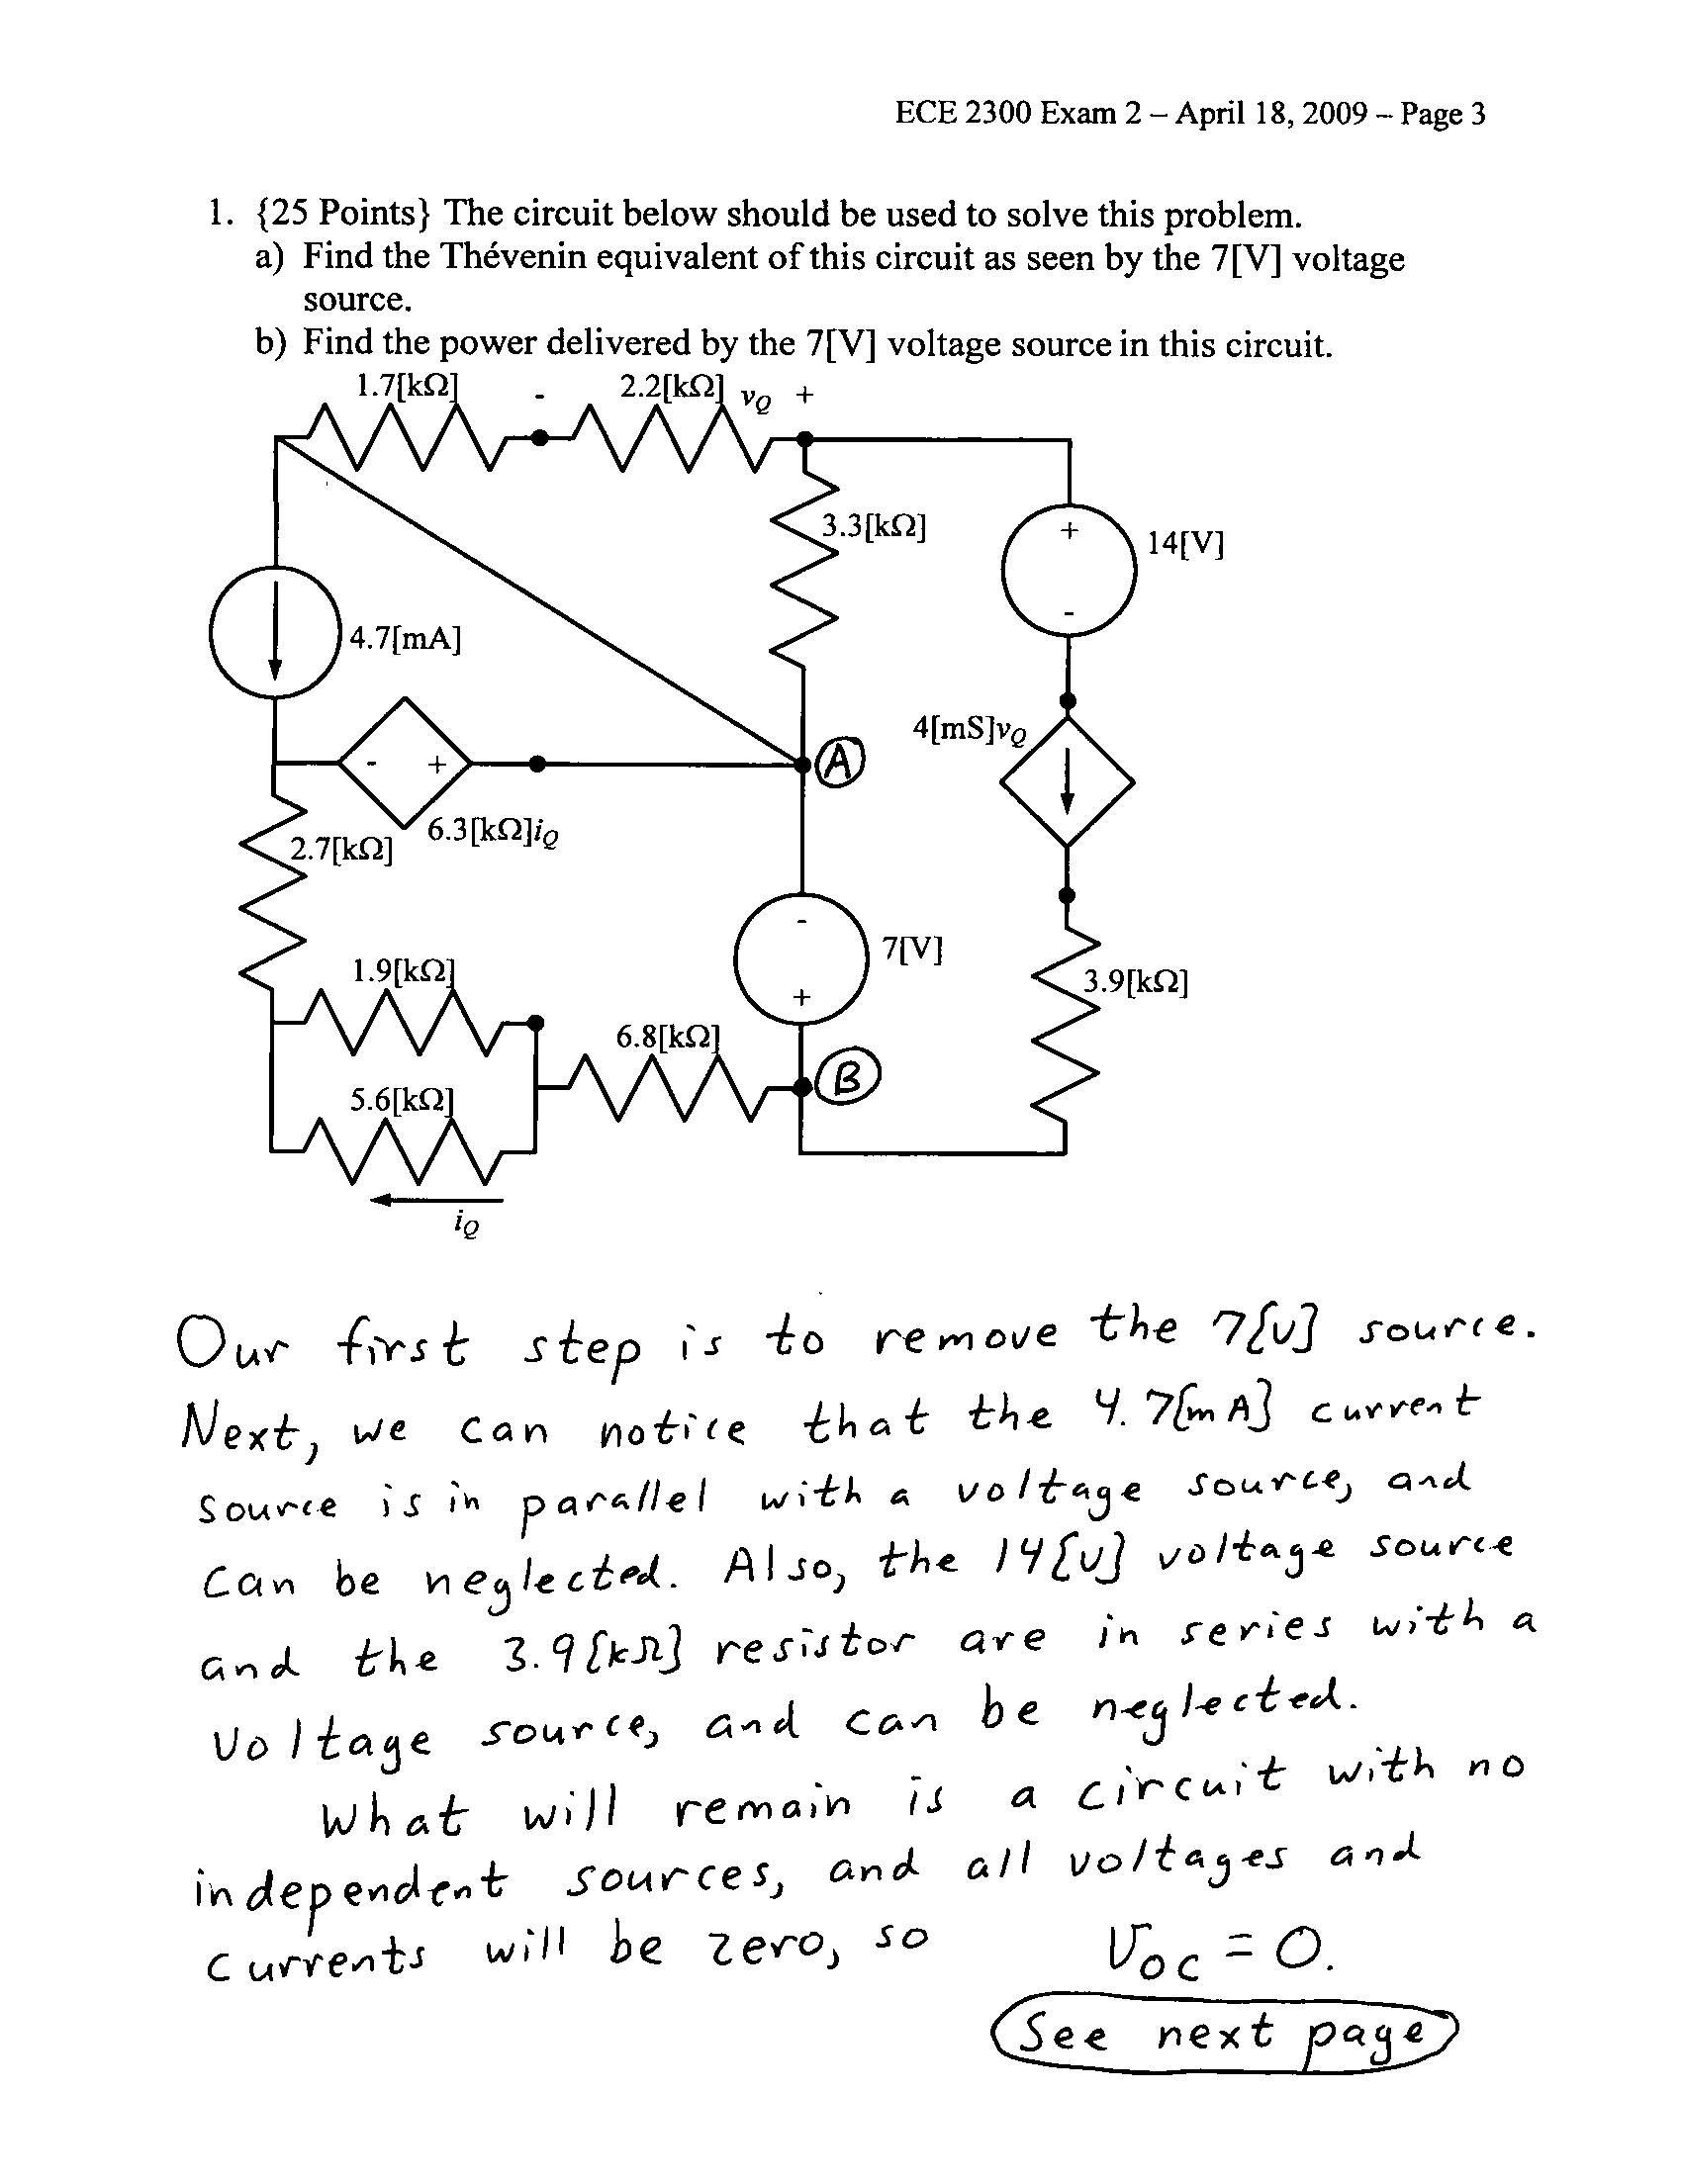 ECE 2300 Exam 2 – April 18, 2009 – Page 3
1. {25 Points} The circuit below should be used to solve this problem.
a) Find the Thévenin equivalent of this circuit as seen by the 7[V] voltage
source.
b) Find the power delivered by the 7[V] voltage source in this circuit.
1.7[kΩ] - 2.2[kΩ] vQ +
3.3[kΩ]
+ 14[V] -
4.7[mA]
4[mS]vQ
- + A
6.3[kΩ]iQ
2.7[kΩ]
- 7[V] +
1.9[kΩ]
3.9[kΩ]
6.8[kΩ]
B
5.6[kΩ]
iQ
Our first step is to remove the 7[V] source.
Next, we can notice that the 4.7[mA] current
source is in parallel with a voltage source, and
can be neglected. Also, the 14[V] voltage source
and the 3.9[kΩ] resistor are in series with a
voltage source, and can be neglected.
What will remain is a circuit with no
independent sources, and all voltages and
currents will be zero, so VOC = 0.
See next page